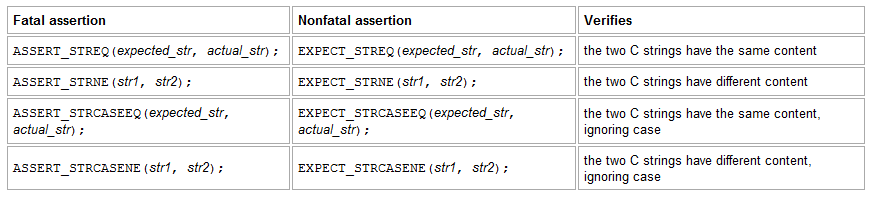 Fatal assertion Nonfatal assertion Verifies
ASSERT_STREQ(expected_str, actual_str); EXPECT_STREQ(expected_str, actual_str); the two C strings have the same content
ASSERT_STRNE(str1, str2); EXPECT_STRNE(str1, str2); the two C strings have different content
ASSERT_STRCASEEQ(expected_str, EXPECT_STRCASEEQ(expected_str, the two C strings have the same content,
actual_str); actual_str); ignoring case
ASSERT_STRCASENE(str1, str2); EXPECT_STRCASENE(str1, str2); the two C strings have different content,
ignoring case